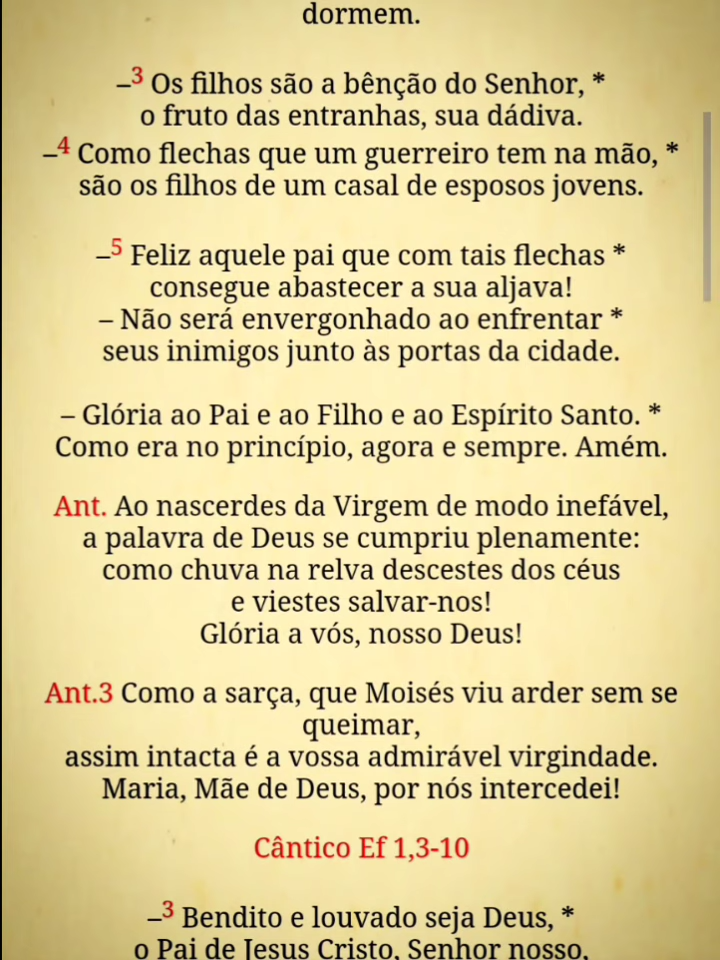 dormem.
–3 Os filhos são a bênção do Senhor, *
o fruto das entranhas, sua dádiva.
–4 Como flechas que um guerreiro tem na mão, *
são os filhos de um casal de esposos jovens.
–5 Feliz aquele pai que com tais flechas *
consegue abastecer a sua aljava!
– Não será envergonhado ao enfrentar *
seus inimigos junto às portas da cidade.
– Glória ao Pai e ao Filho e ao Espírito Santo. *
Como era no princípio, agora e sempre. Amém.
Ant. Ao nascerdes da Virgem de modo inefável,
a palavra de Deus se cumpriu plenamente:
como chuva na relva descestes dos céus
e viestes salvar-nos!
Glória a vós, nosso Deus!
Ant.3 Como a sarça, que Moisés viu arder sem se
queimar,
assim intacta é a vossa admirável virgindade.
Maria, Mãe de Deus, por nós intercedei!
Cântico Ef 1,3-10
–3 Bendito e louvado seja Deus, *
o Pai de Jesus Cristo, Senhor nosso,